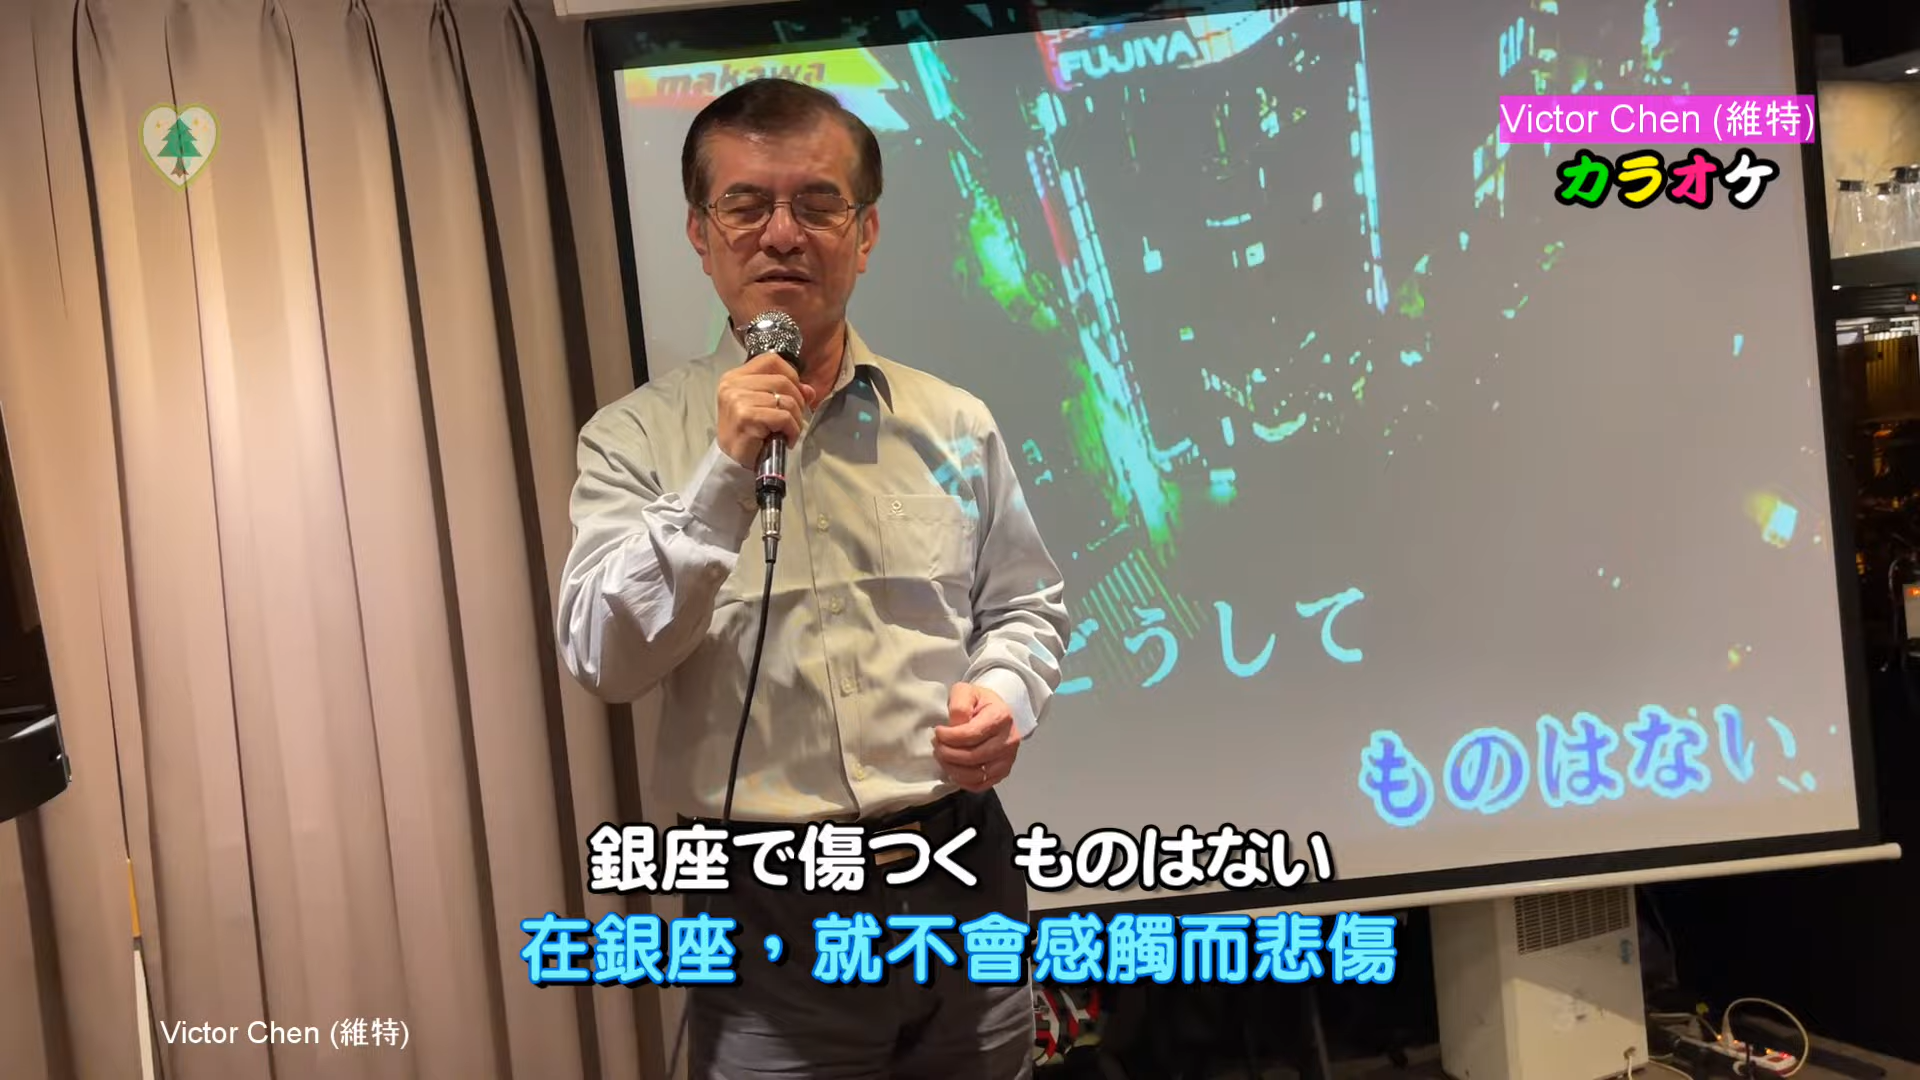 makawa
FUJIYA
Victor Chen (維特)
カラオケ
どうして
ものはない
銀座で傷つく ものはない
在銀座，就不會感觸而悲傷
Victor Chen (維特)